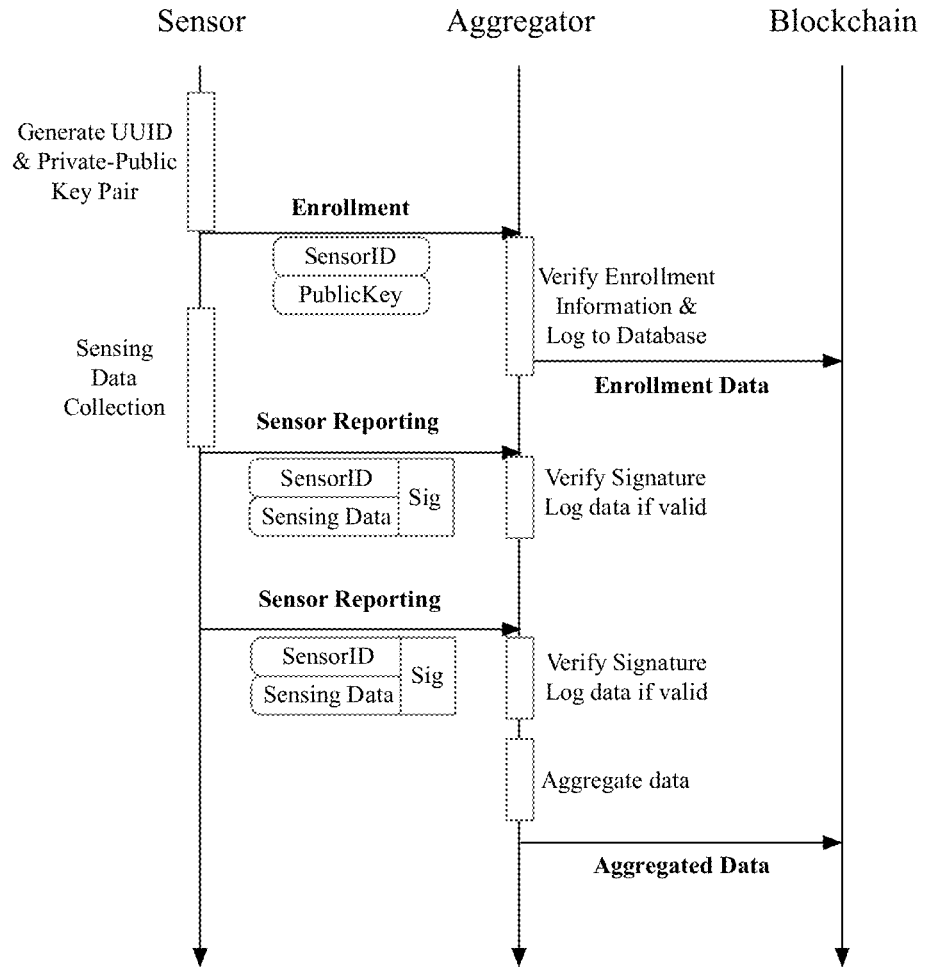 Sensor
Aggregator
Blockchain
Generate UUID
& Private-Public
Key Pair
Enrollment
SensorID
PublicKey
Verify Enrollment
Information &
Log to Database
Enrollment Data
Sensing
Data
Collection
Sensor Reporting
SensorID
Sensing Data
Sig
Verify Signature
Log data if valid
Sensor Reporting
SensorID
Sensing Data
Sig
Verify Signature
Log data if valid
Aggregate data
Aggregated Data